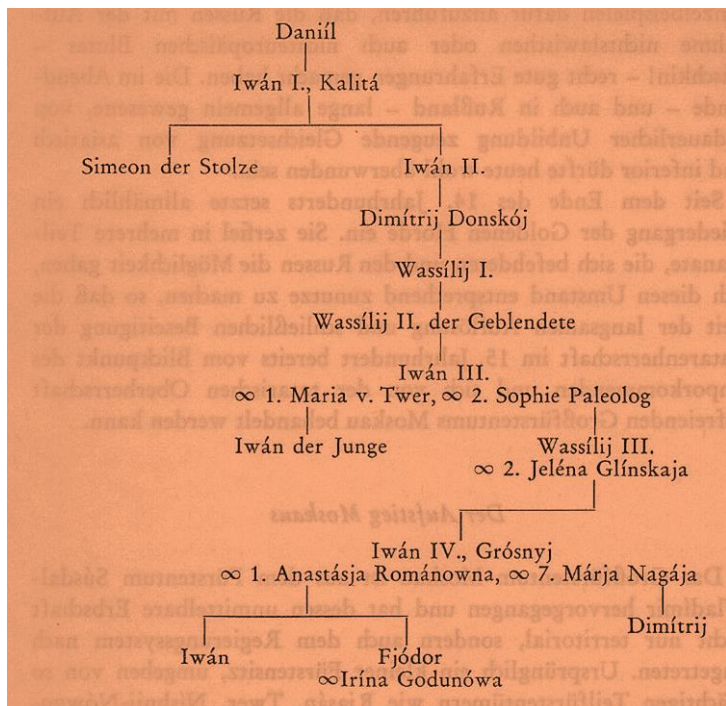 Daniíl
Iwán I., Kalitá
Simeon der Stolze Iwán II.
Dimítrij Donskój
Wassílij I.
Wassílij II. der Geblendete
Iwán III.
∞ 1. Maria v. Twer, ∞ 2. Sophie Paleolog
Iwán der Junge Wassílij III.
∞ 2. Jeléna Glínskaja
Iwán IV., Grósnyj
∞ 1. Anastásja Románowna, ∞ 7. Márja Nagája
Dimítrij
Iwán Fjódor
∞Irína Godunówa